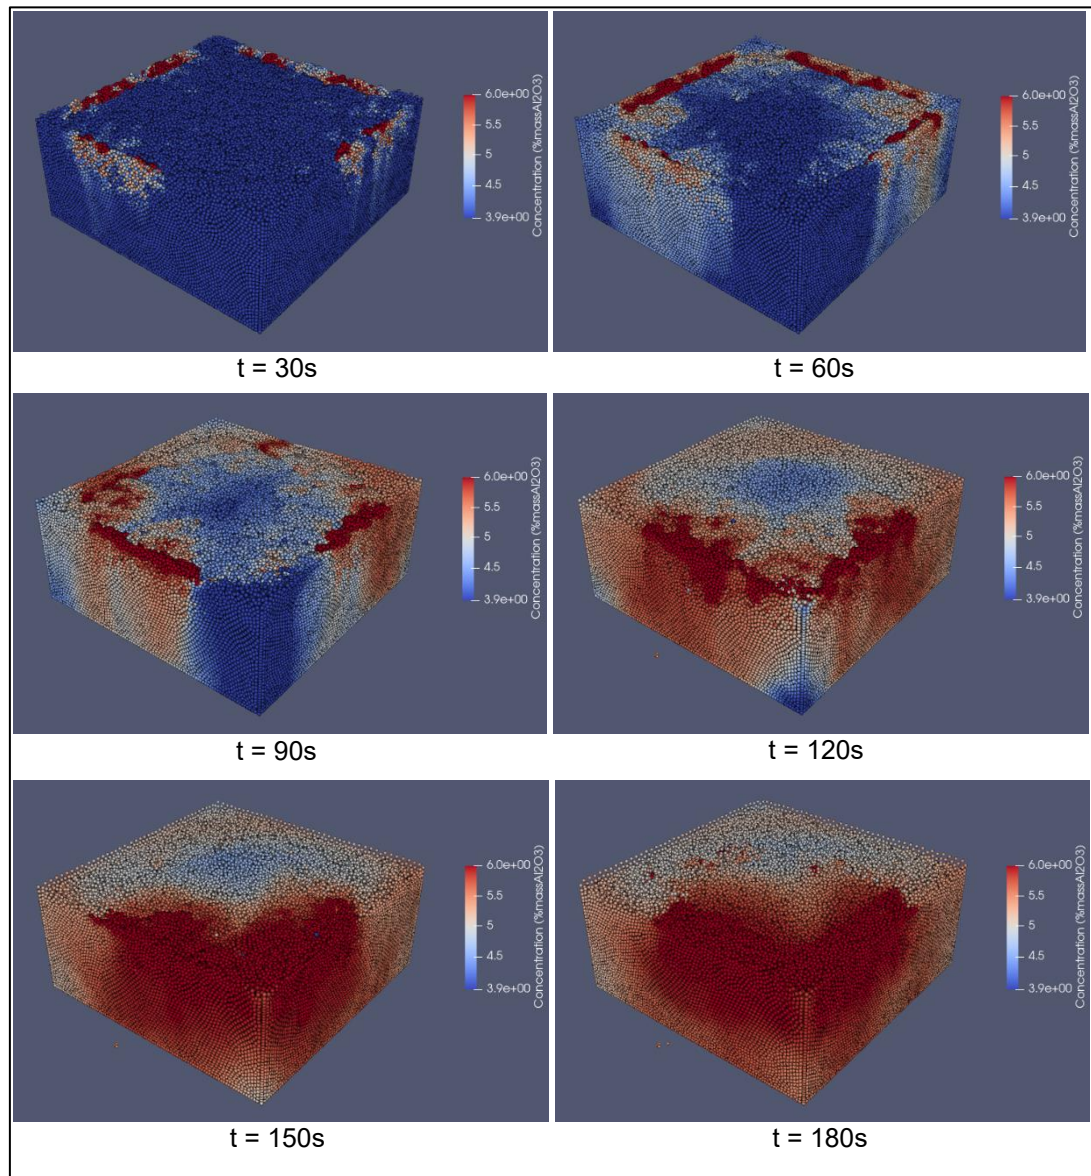 6.0e+00
5.5
5
4.5
3.9e+00
Concentration (%massAl2O3)
6.0e+00
5.5
5
4.5
3.9e+00
Concentration (%massAl2O3)
t = 30s
t = 60s
6.0e+00
5.5
5
4.5
3.9e+00
Concentration (%massAl2O3)
6.0e+00
5.5
5
4.5
3.9e+00
Concentration (%massAl2O3)
t = 90s
t = 120s
6.0e+00
5.5
5
4.5
3.9e+00
Concentration (%massAl2O3)
6.0e+00
5.5
5
4.5
3.9e+00
Concentration (%massAl2O3)
t = 150s
t = 180s